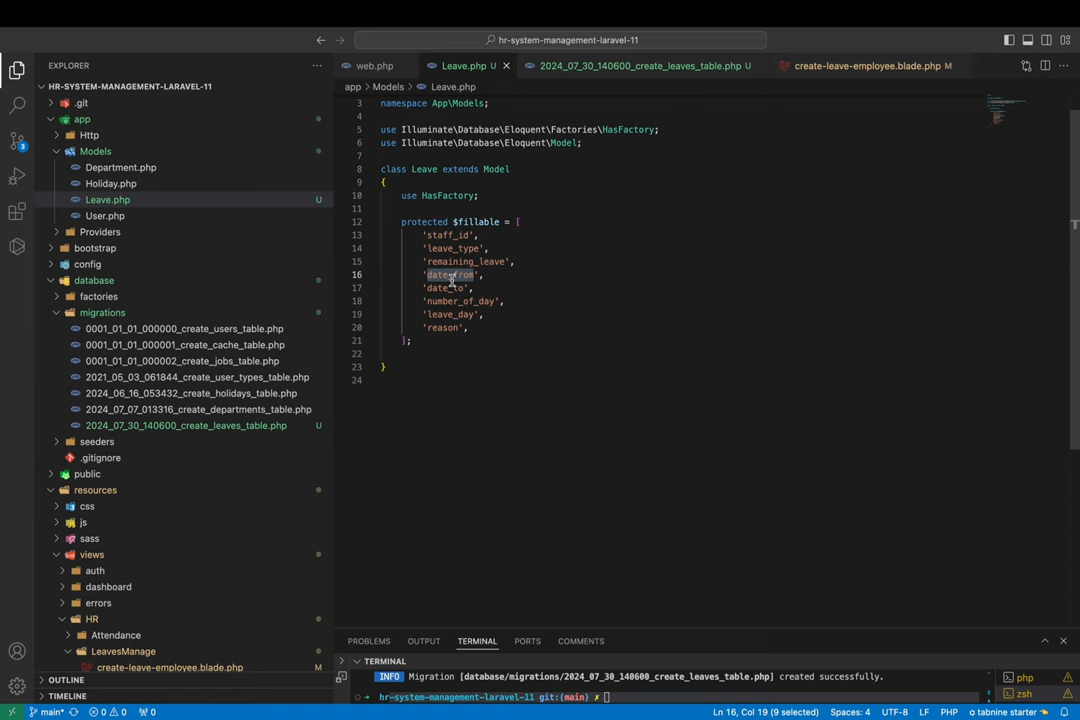 hr-system-management-laravel-11
EXPLORER
web.php
Leave.php U
2024_07_30_140600_create_leaves_table.php U
create-leave-employee.blade.php M
HR-SYSTEM-MANAGEMENT-LARAVEL-11
app > Models > Leave.php
.git
app
Http
Models
Department.php
Holiday.php
Leave.php U
User.php
Providers
bootstrap
config
database
factories
migrations
0001_01_01_000000_create_users_table.php
0001_01_01_000001_create_cache_table.php
0001_01_01_000002_create_jobs_table.php
2021_05_03_061844_create_user_types_table.php
2024_06_16_053432_create_holidays_table.php
2024_07_07_013316_create_departments_table.php
2024_07_30_140600_create_leaves_table.php U
seeders
.gitignore
public
resources
css
js
sass
views
auth
dashboard
errors
HR
Attendance
LeavesManage
create-leave-employee.blade.php M
OUTLINE
TIMELINE
3 namespace App\Models;
4
5 use Illuminate\Database\Eloquent\Factories\HasFactory;
6 use Illuminate\Database\Eloquent\Model;
7
8 class Leave extends Model
9 {
10 use HasFactory;
11
12 protected $fillable = [
13 'staff_id',
14 'leave_type',
15 'remaining_leave',
16 'date_from',
17 'date_to',
18 'number_of_day',
19 'leave_day',
20 'reason',
21 ];
22
23 }
24
PROBLEMS OUTPUT TERMINAL PORTS COMMENTS
TERMINAL
INFO Migration [database/migrations/2024_07_30_140600_create_leaves_table.php] created successfully.
hr-system-management-laravel-11 git:(main) ✗
php
zsh
3
main* 0 0 0 Ln 16, Col 19 (9 selected) Spaces: 4 UTF-8 LF PHP tabnine starter